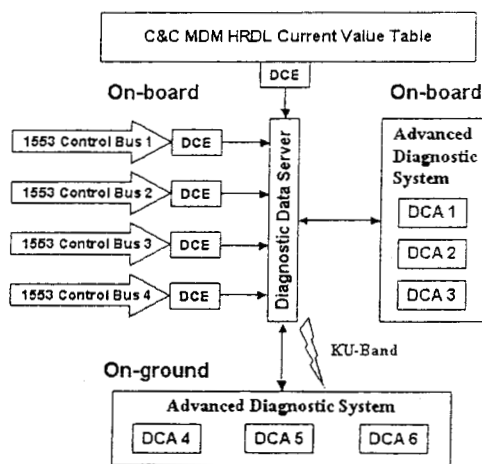 C&C MDM HRDL Current Value Table
DCE
On-board
On-board
1553 Control Bus 1
DCE
1553 Control Bus 2
DCE
1553 Control Bus 3
DCE
1553 Control Bus 4
DCE
Diagnostic Data Server
Advanced
Diagnostic
System
DCA 1
DCA 2
DCA 3
KU-Band
On-ground
Advanced Diagnostic System
DCA 4
DCA 5
DCA 6